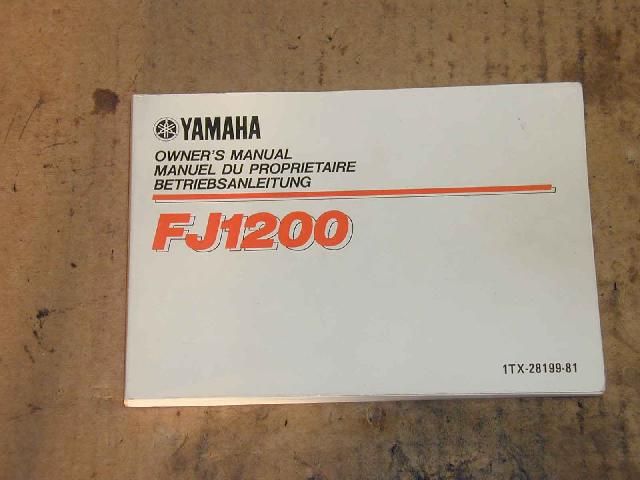 YAMAHA
OWNER'S MANUAL
MANUEL DU PROPRIETAIRE
BETRIEBSANLEITUNG
FJ1200
1TX-28199-81